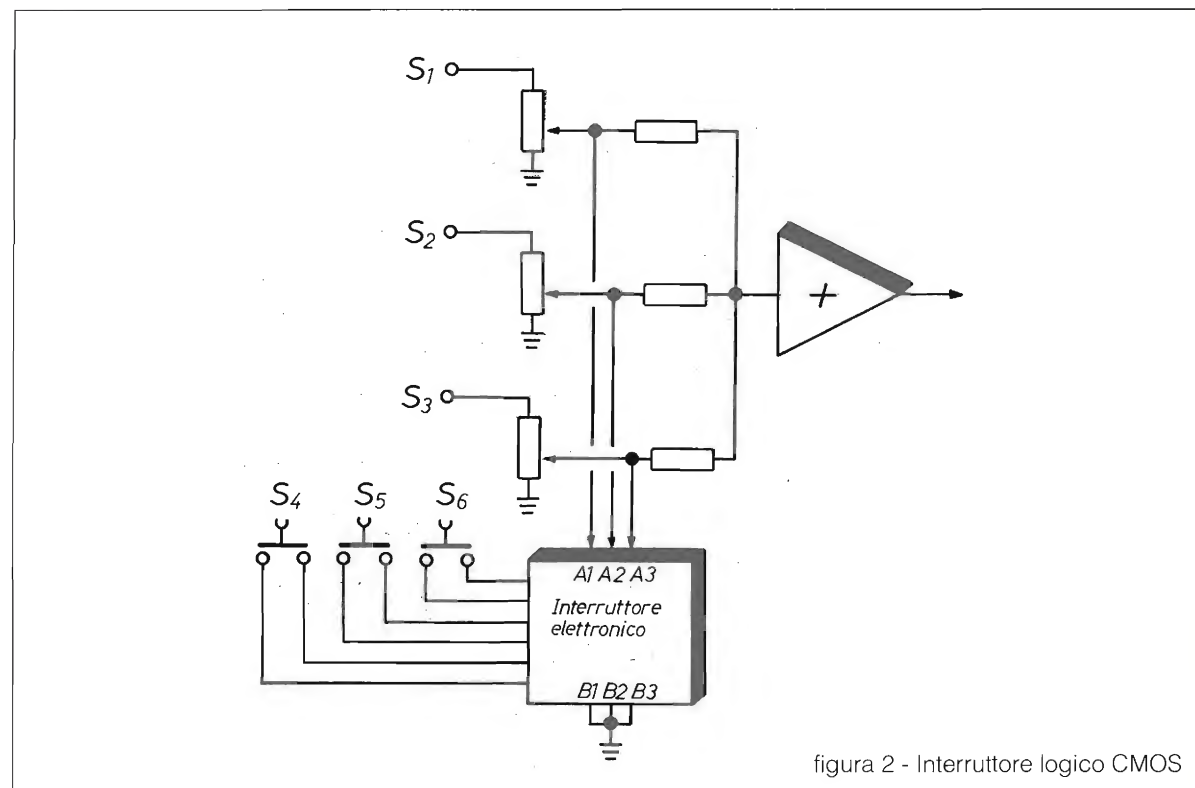 S1
S2
+
S3
S4 S5 S6
A1 A2 A3
Interruttore
elettronico
B1 B2 B3
figura 2 - Interruttore logico CMOS